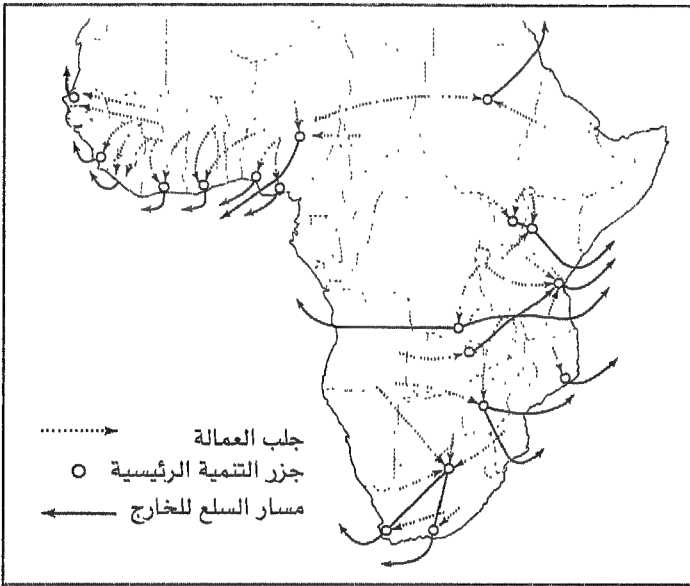 جلب العمالة
جزر التنمية الرئيسية
مسار السلع للخارج